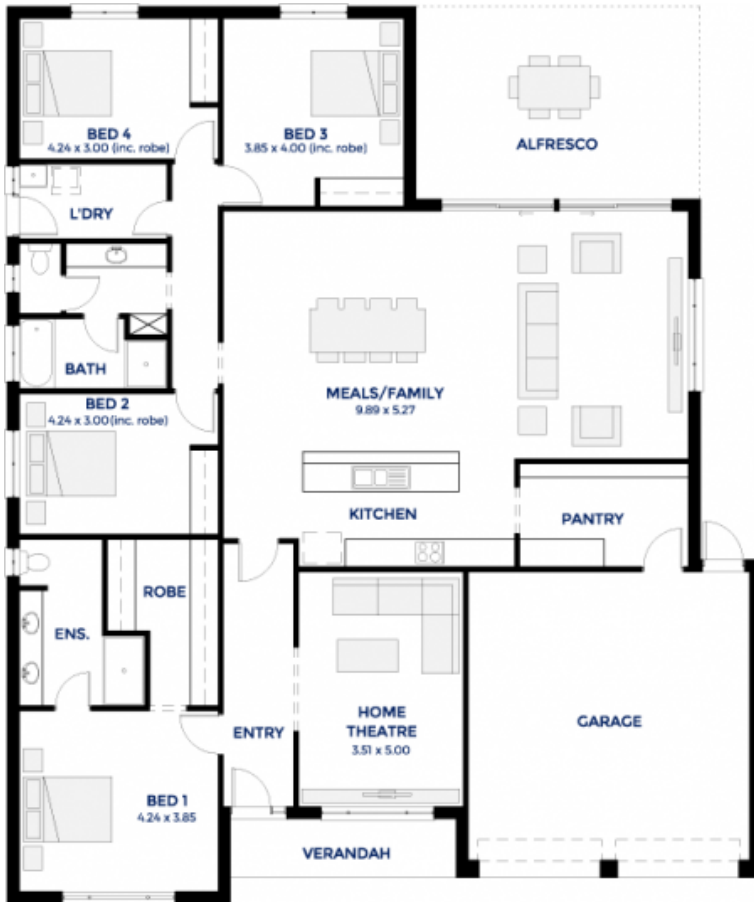 BED 4
4.24 x 3.00 (inc. robe)
BED 3
3.85 x 4.00 (inc. robe)
ALFRESCO
L'DRY
BATH
MEALS/FAMILY
9.89 x 5.27
BED 2
4.24 x 3.00 (inc. robe)
KITCHEN
PANTRY
ROBE
ENS.
HOME
THEATRE
3.51 x 5.00
ENTRY
GARAGE
BED 1
4.24 x 3.85
VERANDAH